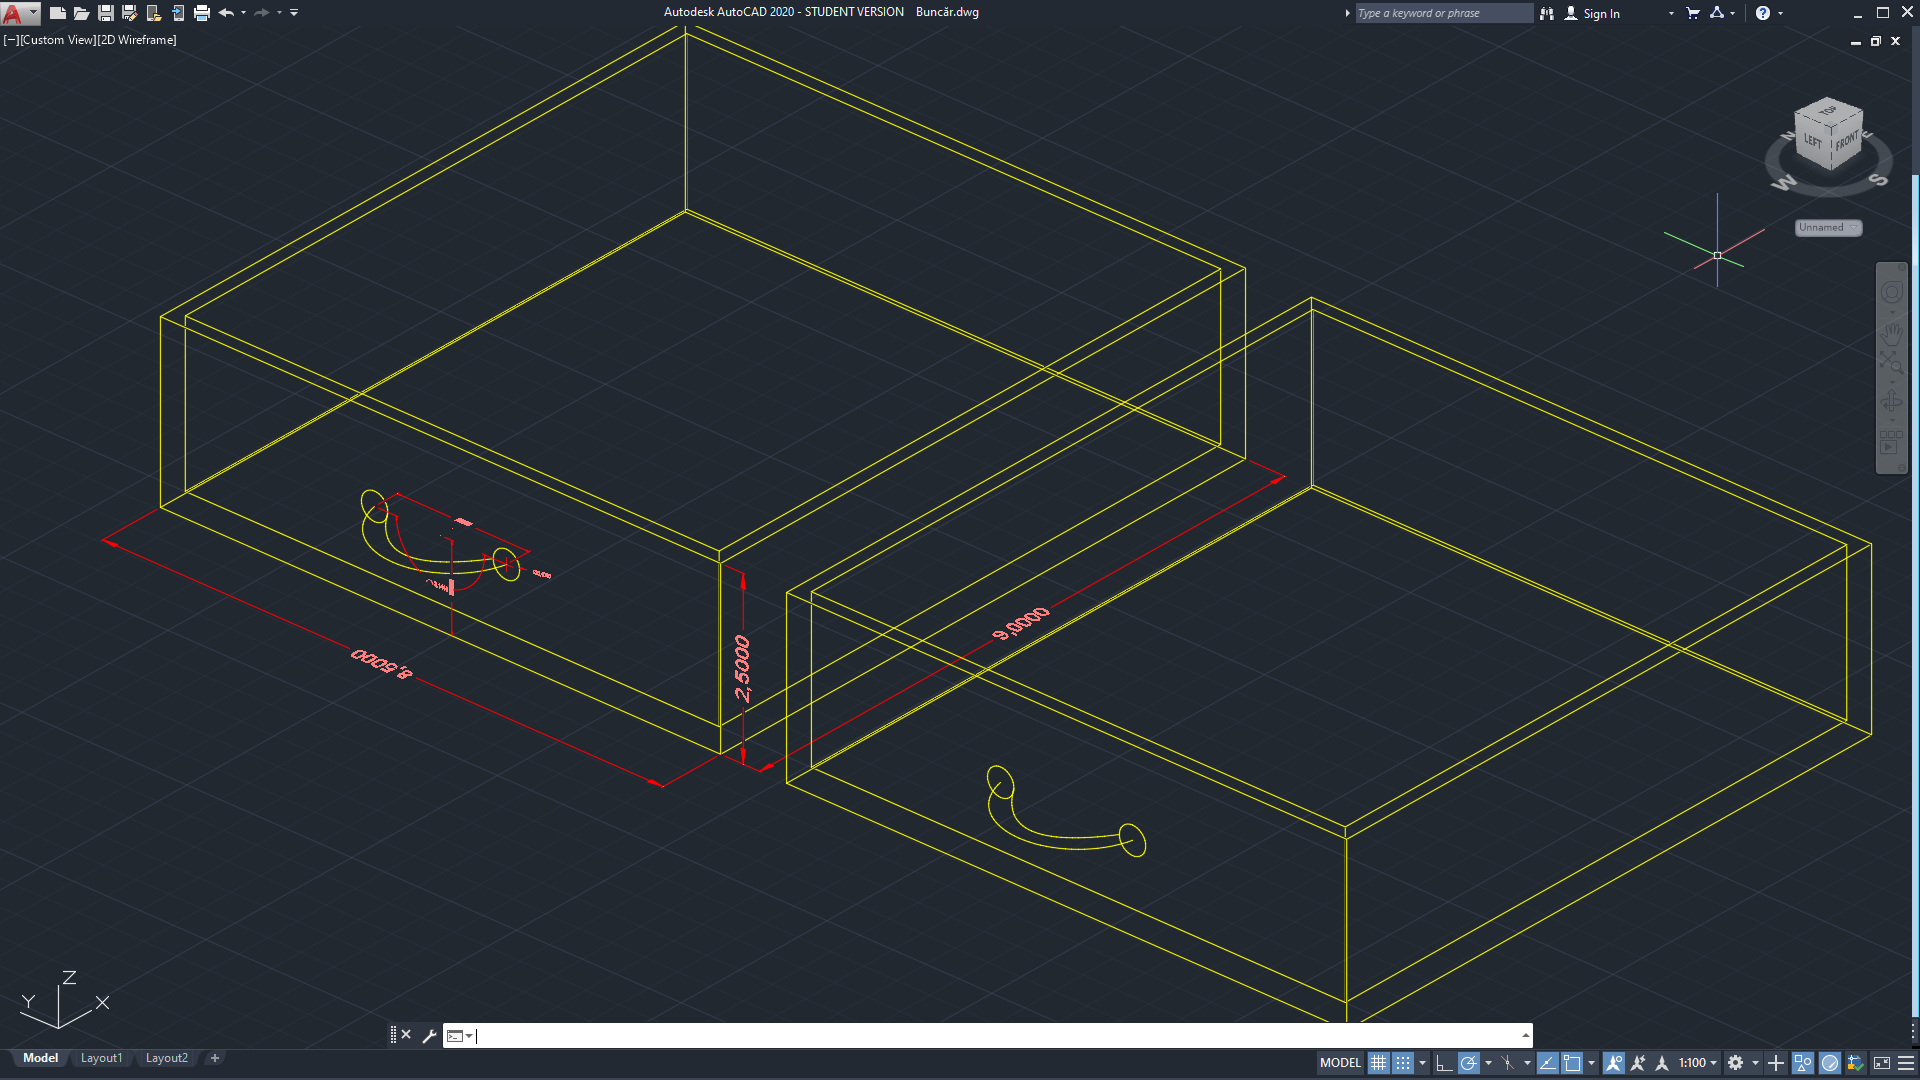 Autodesk AutoCAD 2020 - STUDENT VERSION Buncăr.dwg
Type a keyword or phrase
Sign In
[−][Custom View][2D Wireframe]
TOP
LEFT
FRONT
N
E
W
S
Unnamed
9,0000
2,5000
8,5000
Z
Y
X
Model
Layout1
Layout2
MODEL
1:100